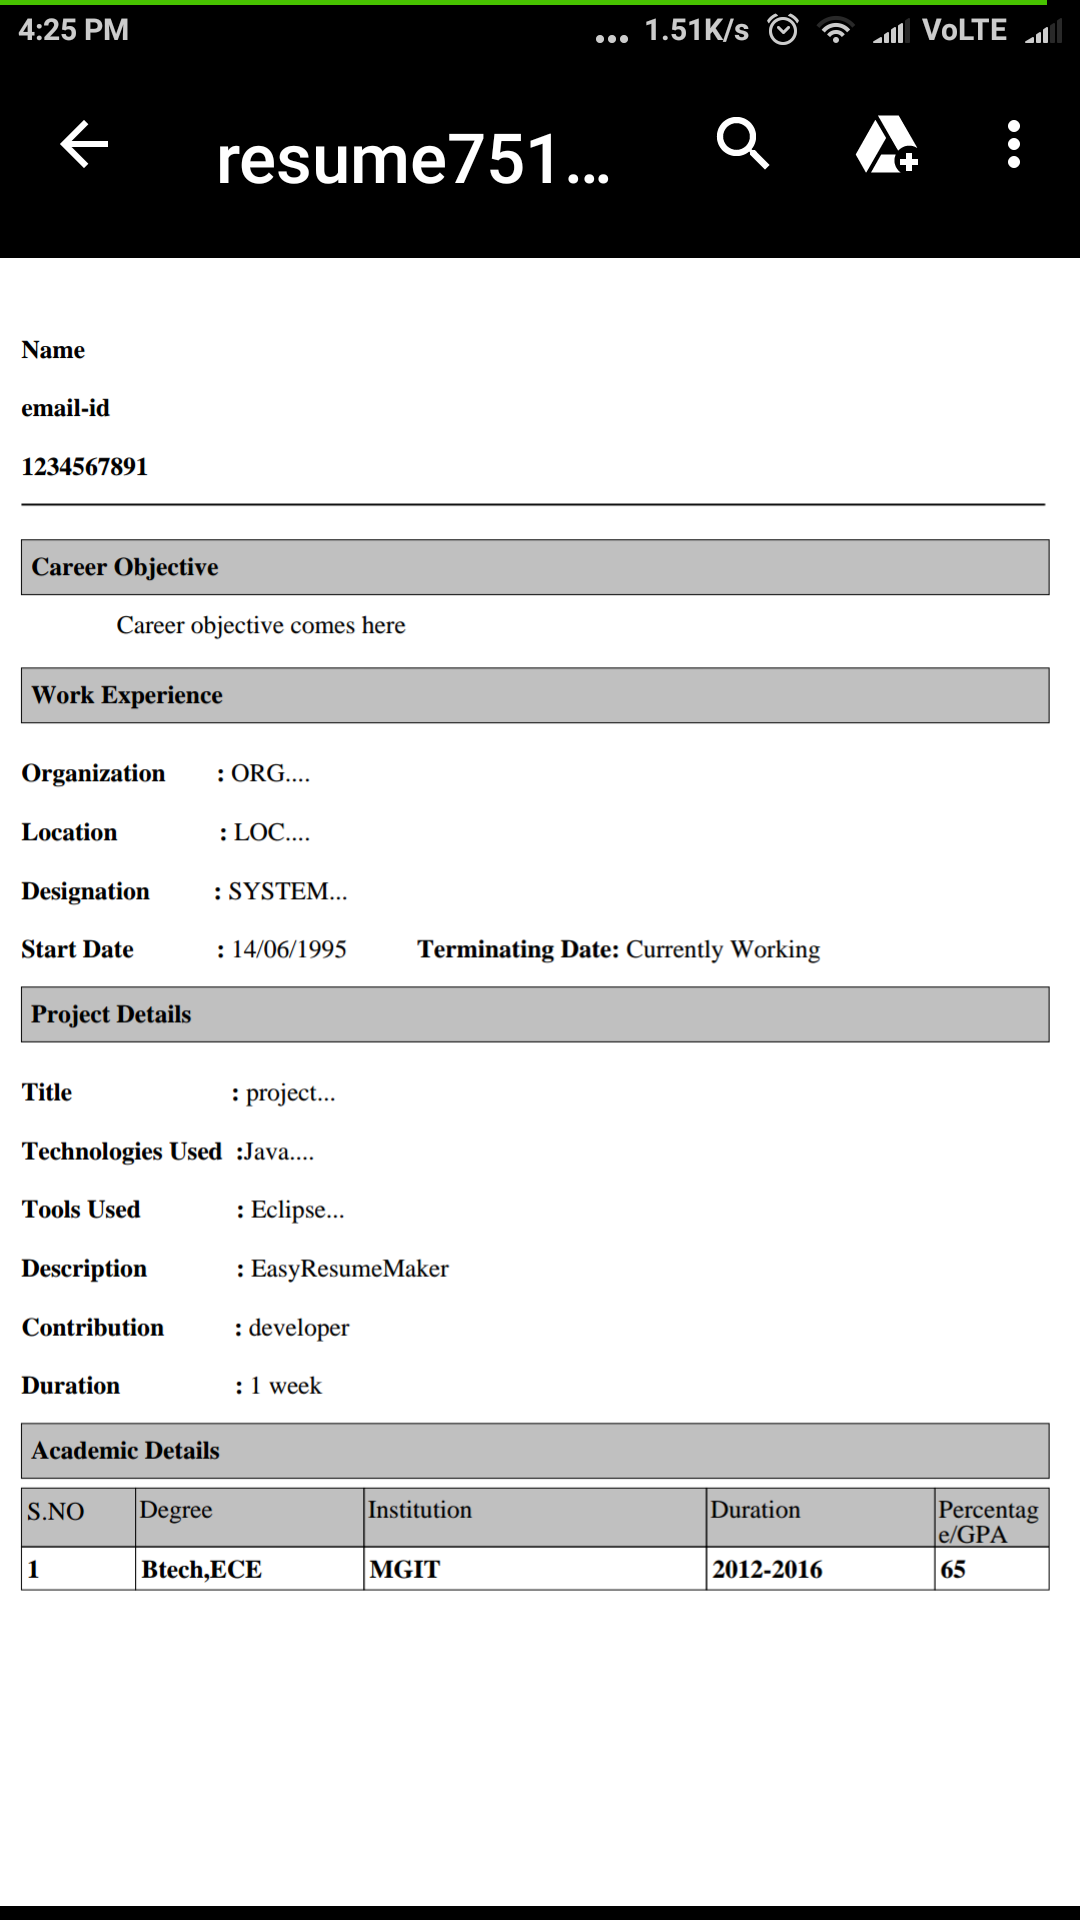 4:25 PM ... 1.51K/s VoLTE
resume751...
Name
email-id
1234567891
Career Objective
Career objective comes here
Work Experience
Organization : ORG....
Location : LOC....
Designation : SYSTEM...
Start Date : 14/06/1995 Terminating Date: Currently Working
Project Details
Title : project...
Technologies Used :Java....
Tools Used : Eclipse...
Description : EasyResumeMaker
Contribution : developer
Duration : 1 week
Academic Details
S.NO Degree Institution Duration Percentag
e/GPA
1 Btech,ECE MGIT 2012-2016 65